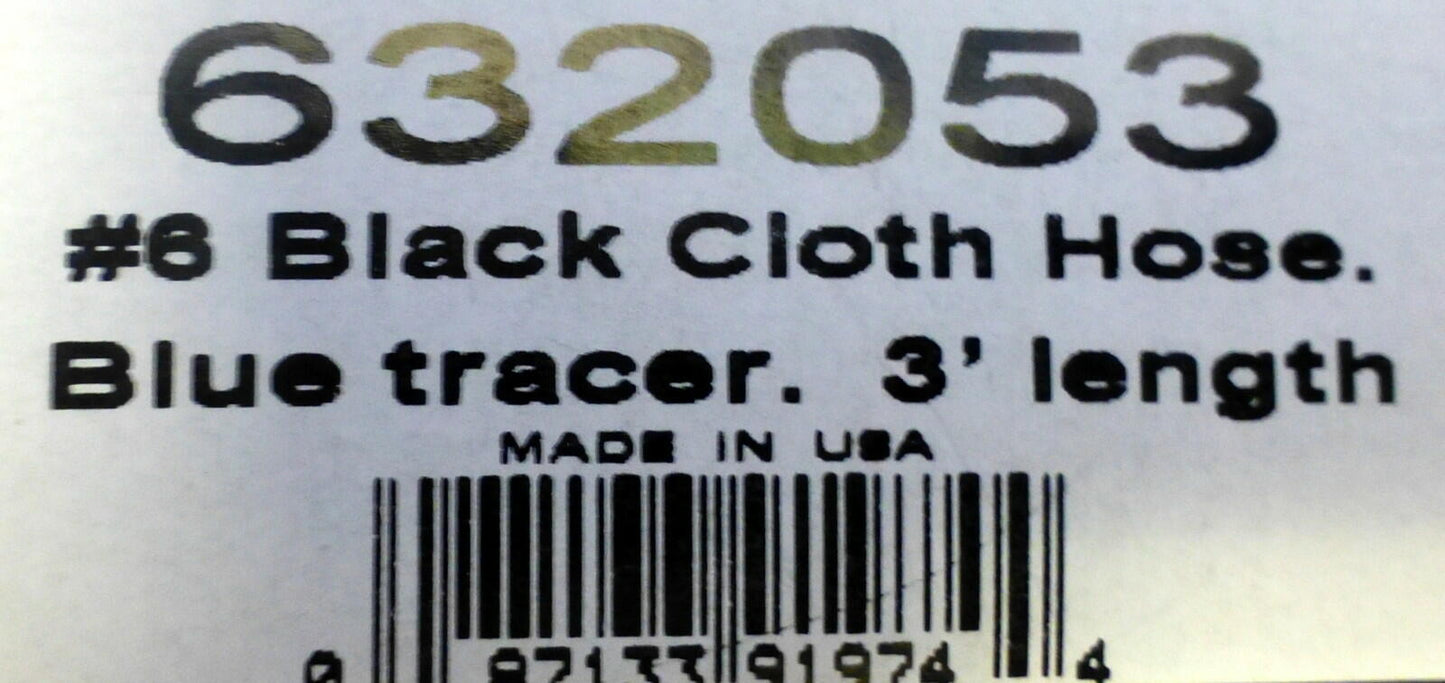 632053
#6 Black Cloth Hose.
Blue tracer. 3' length
MADE IN USA
0 87133 91974 4